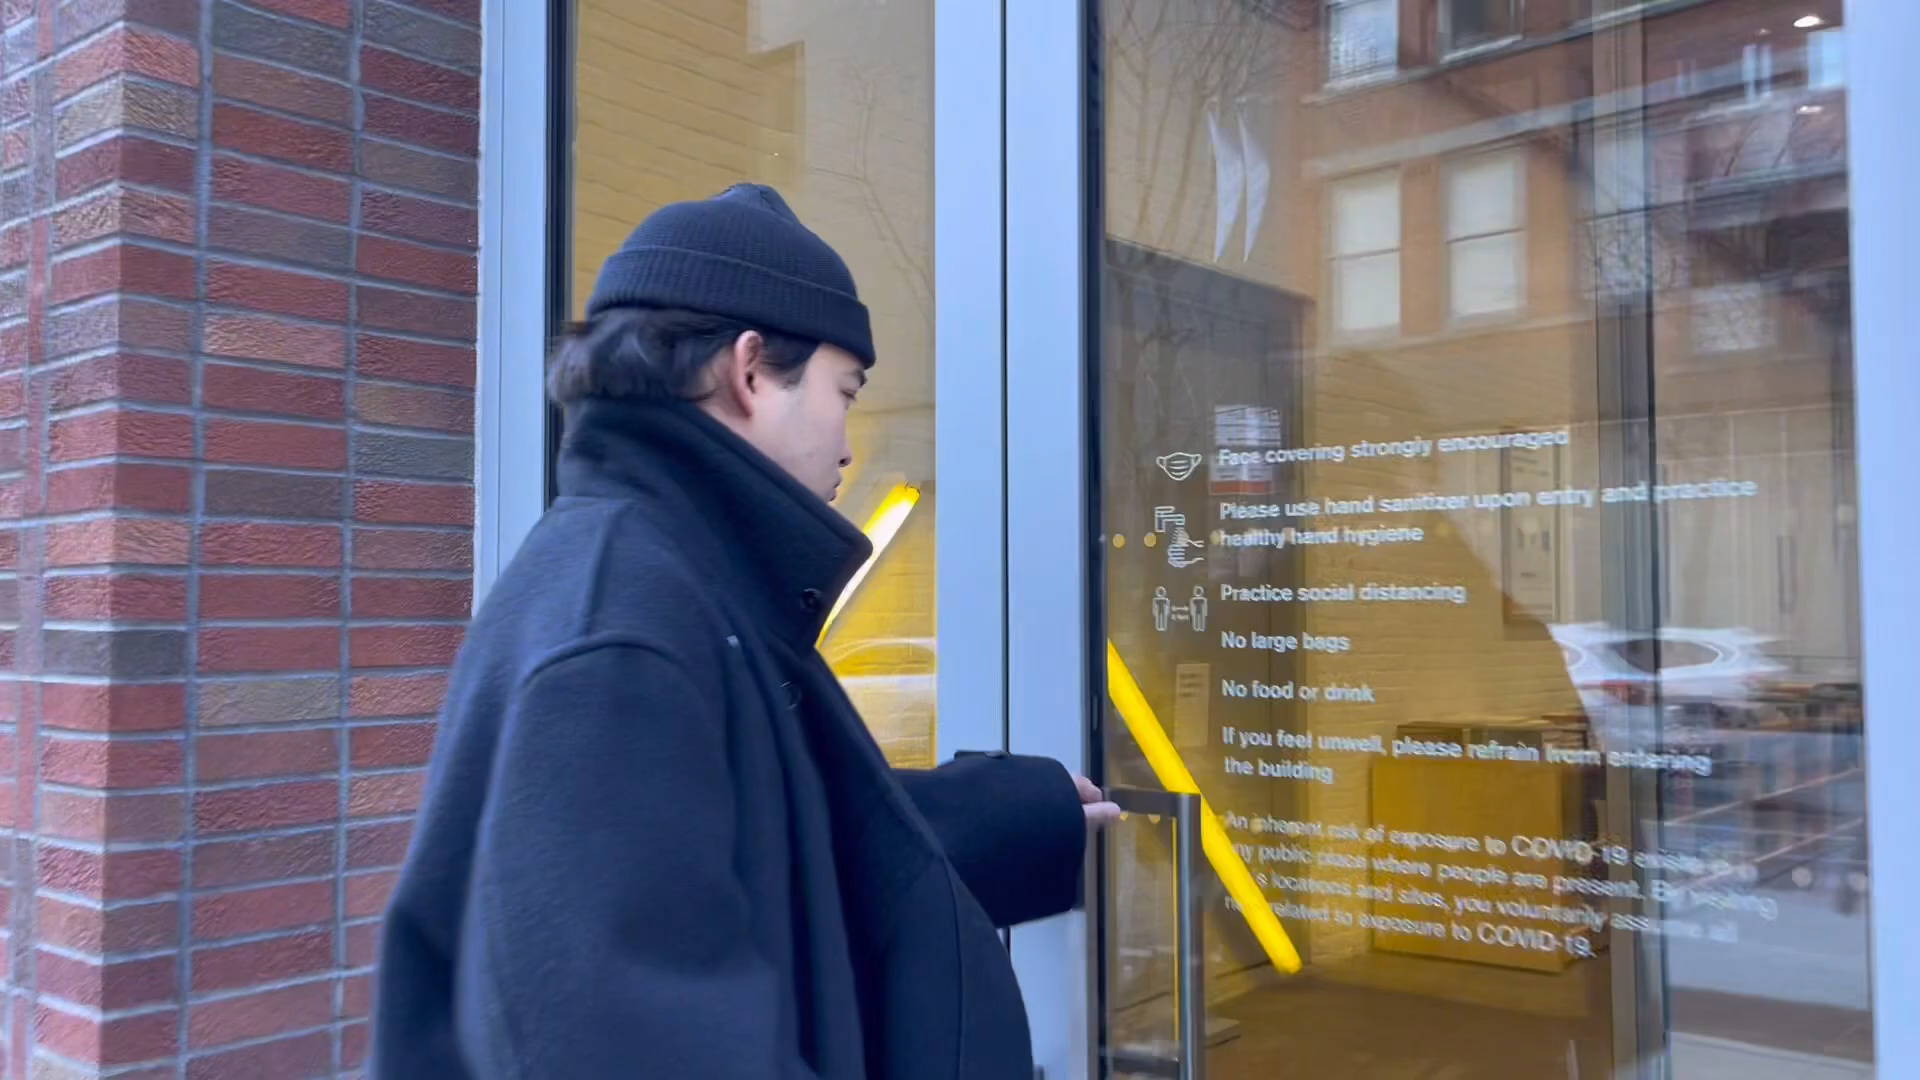 Face covering strongly encouraged
Please use hand sanitizer upon entry and practice
healthy hand hygiene
Practice social distancing
No large bags
No food or drink
If you feel unwell, please refrain from entering
the building
An inherent risk of exposure to COVID-19 exists
public place where people are present. By visiting
locations and sites, you voluntarily assume all
related to exposure to COVID-19.